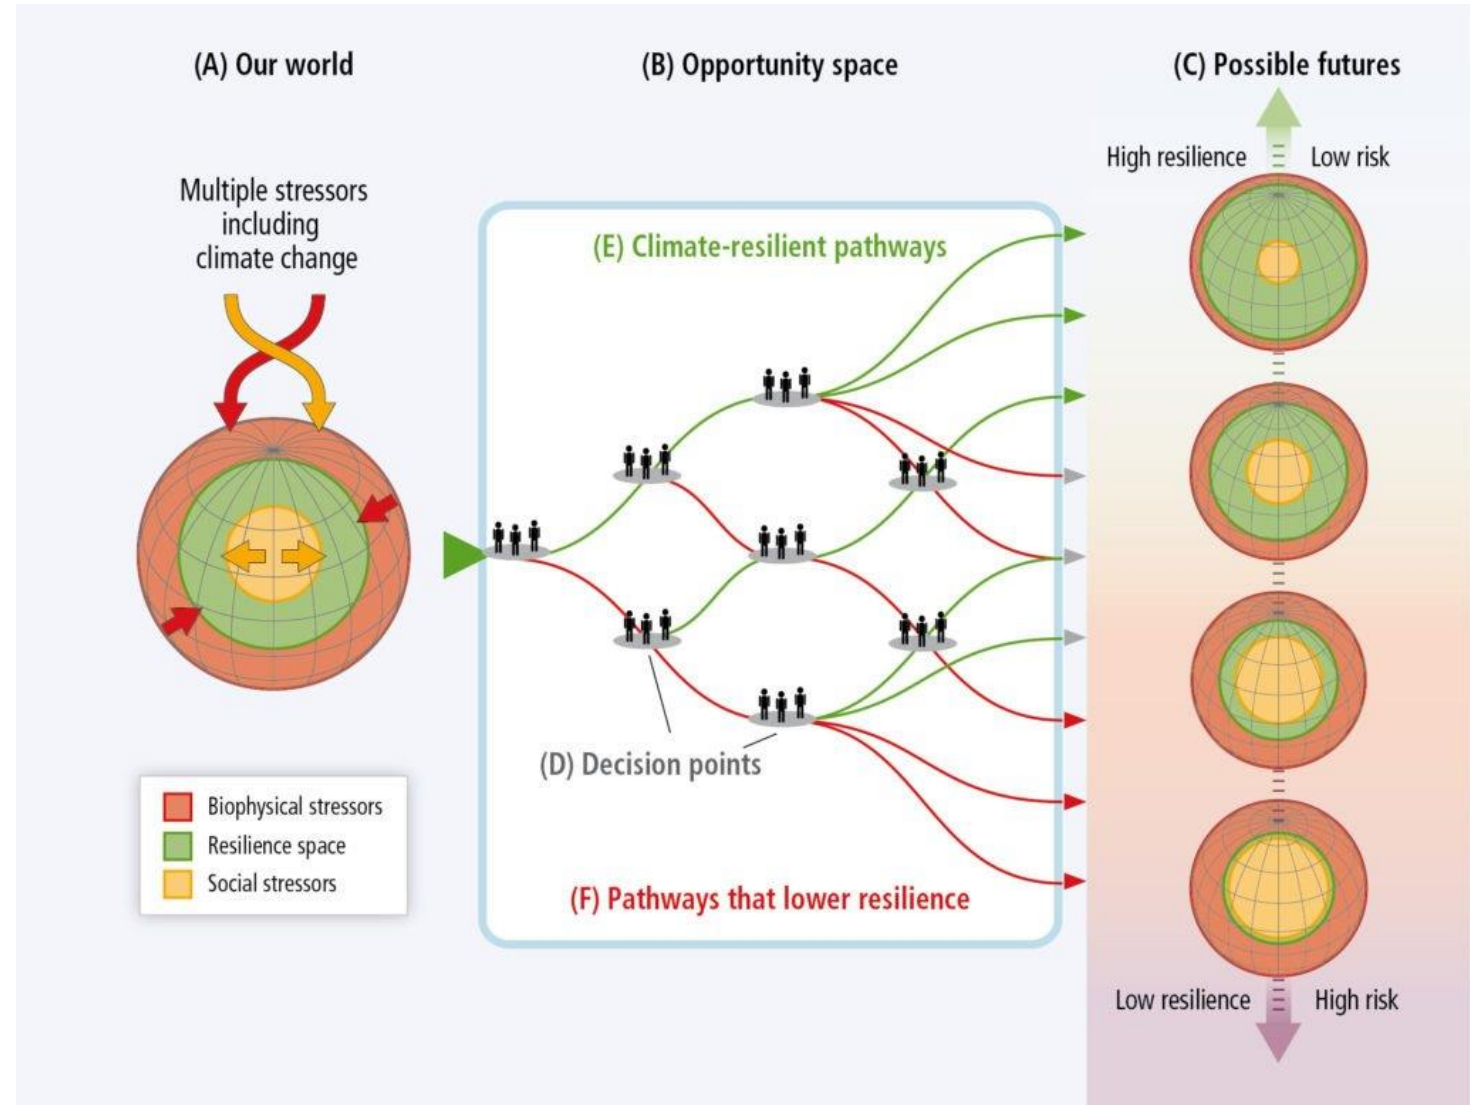 (A) Our world
(B) Opportunity space
(C) Possible futures
Multiple stressors
including
climate change
Biophysical stressors
Resilience space
Social stressors
(E) Climate-resilient pathways
(D) Decision points
(F) Pathways that lower resilience
High resilience
Low risk
Low resilience
High risk